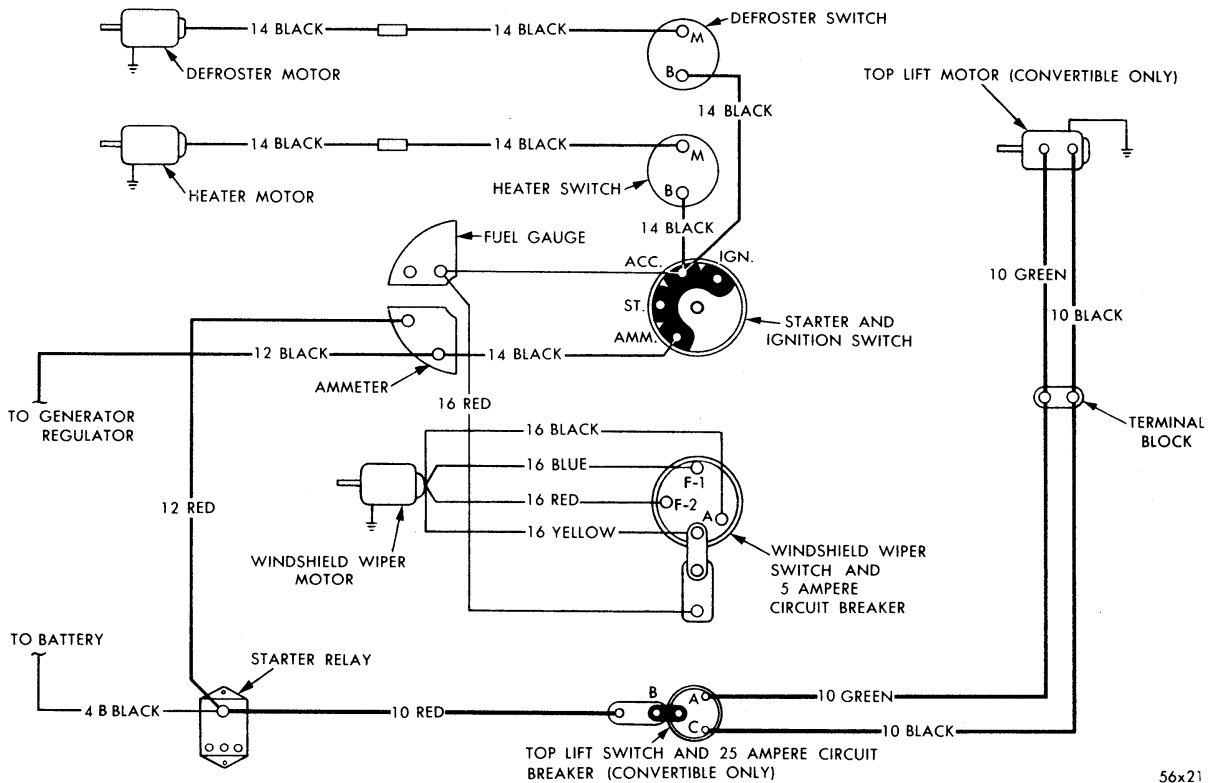 14 BLACK
14 BLACK
DEFROSTER SWITCH
M
DEFROSTER MOTOR
B
TOP LIFT MOTOR (CONVERTIBLE ONLY)
14 BLACK
14 BLACK
14 BLACK
M
HEATER MOTOR
HEATER SWITCH
B
14 BLACK
FUEL GAUGE
ACC.
IGN.
10 GREEN
ST.
10 BLACK
STARTER AND
IGNITION SWITCH
AMM.
12 BLACK
14 BLACK
AMMETER
16 RED
TO GENERATOR
REGULATOR
TERMINAL
BLOCK
16 BLACK
16 BLUE
F-1
16 RED
F-2
A
12 RED
16 YELLOW
WINDSHIELD WIPER
MOTOR
WINDSHIELD WIPER
SWITCH AND
5 AMPERE
CIRCUIT BREAKER
TO BATTERY
STARTER RELAY
4 B BLACK
10 RED
B
A
C
10 GREEN
10 BLACK
TOP LIFT SWITCH AND 25 AMPERE CIRCUIT
BREAKER (CONVERTIBLE ONLY)
56x21